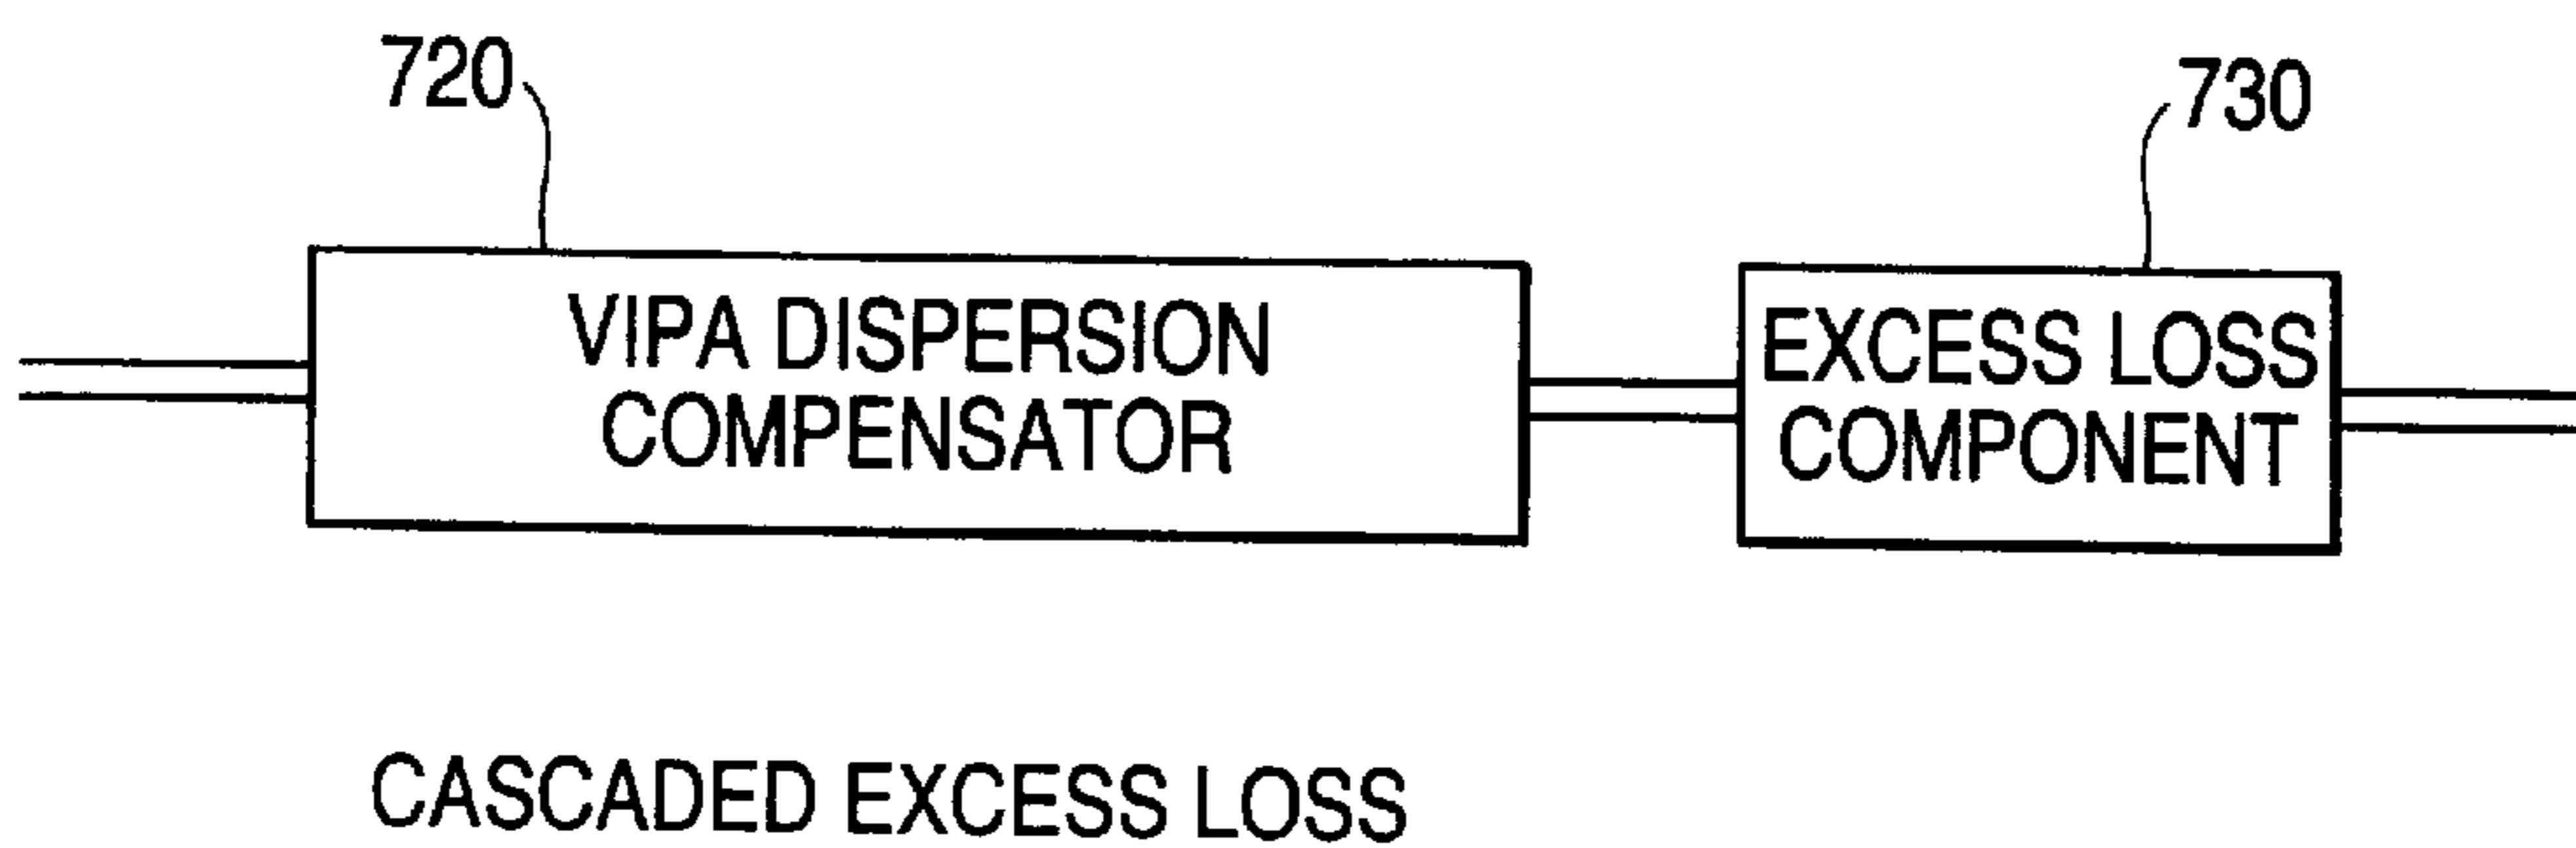 720
730
VIPA DISPERSION
COMPENSATOR
EXCESS LOSS
COMPONENT
CASCADED EXCESS LOSS